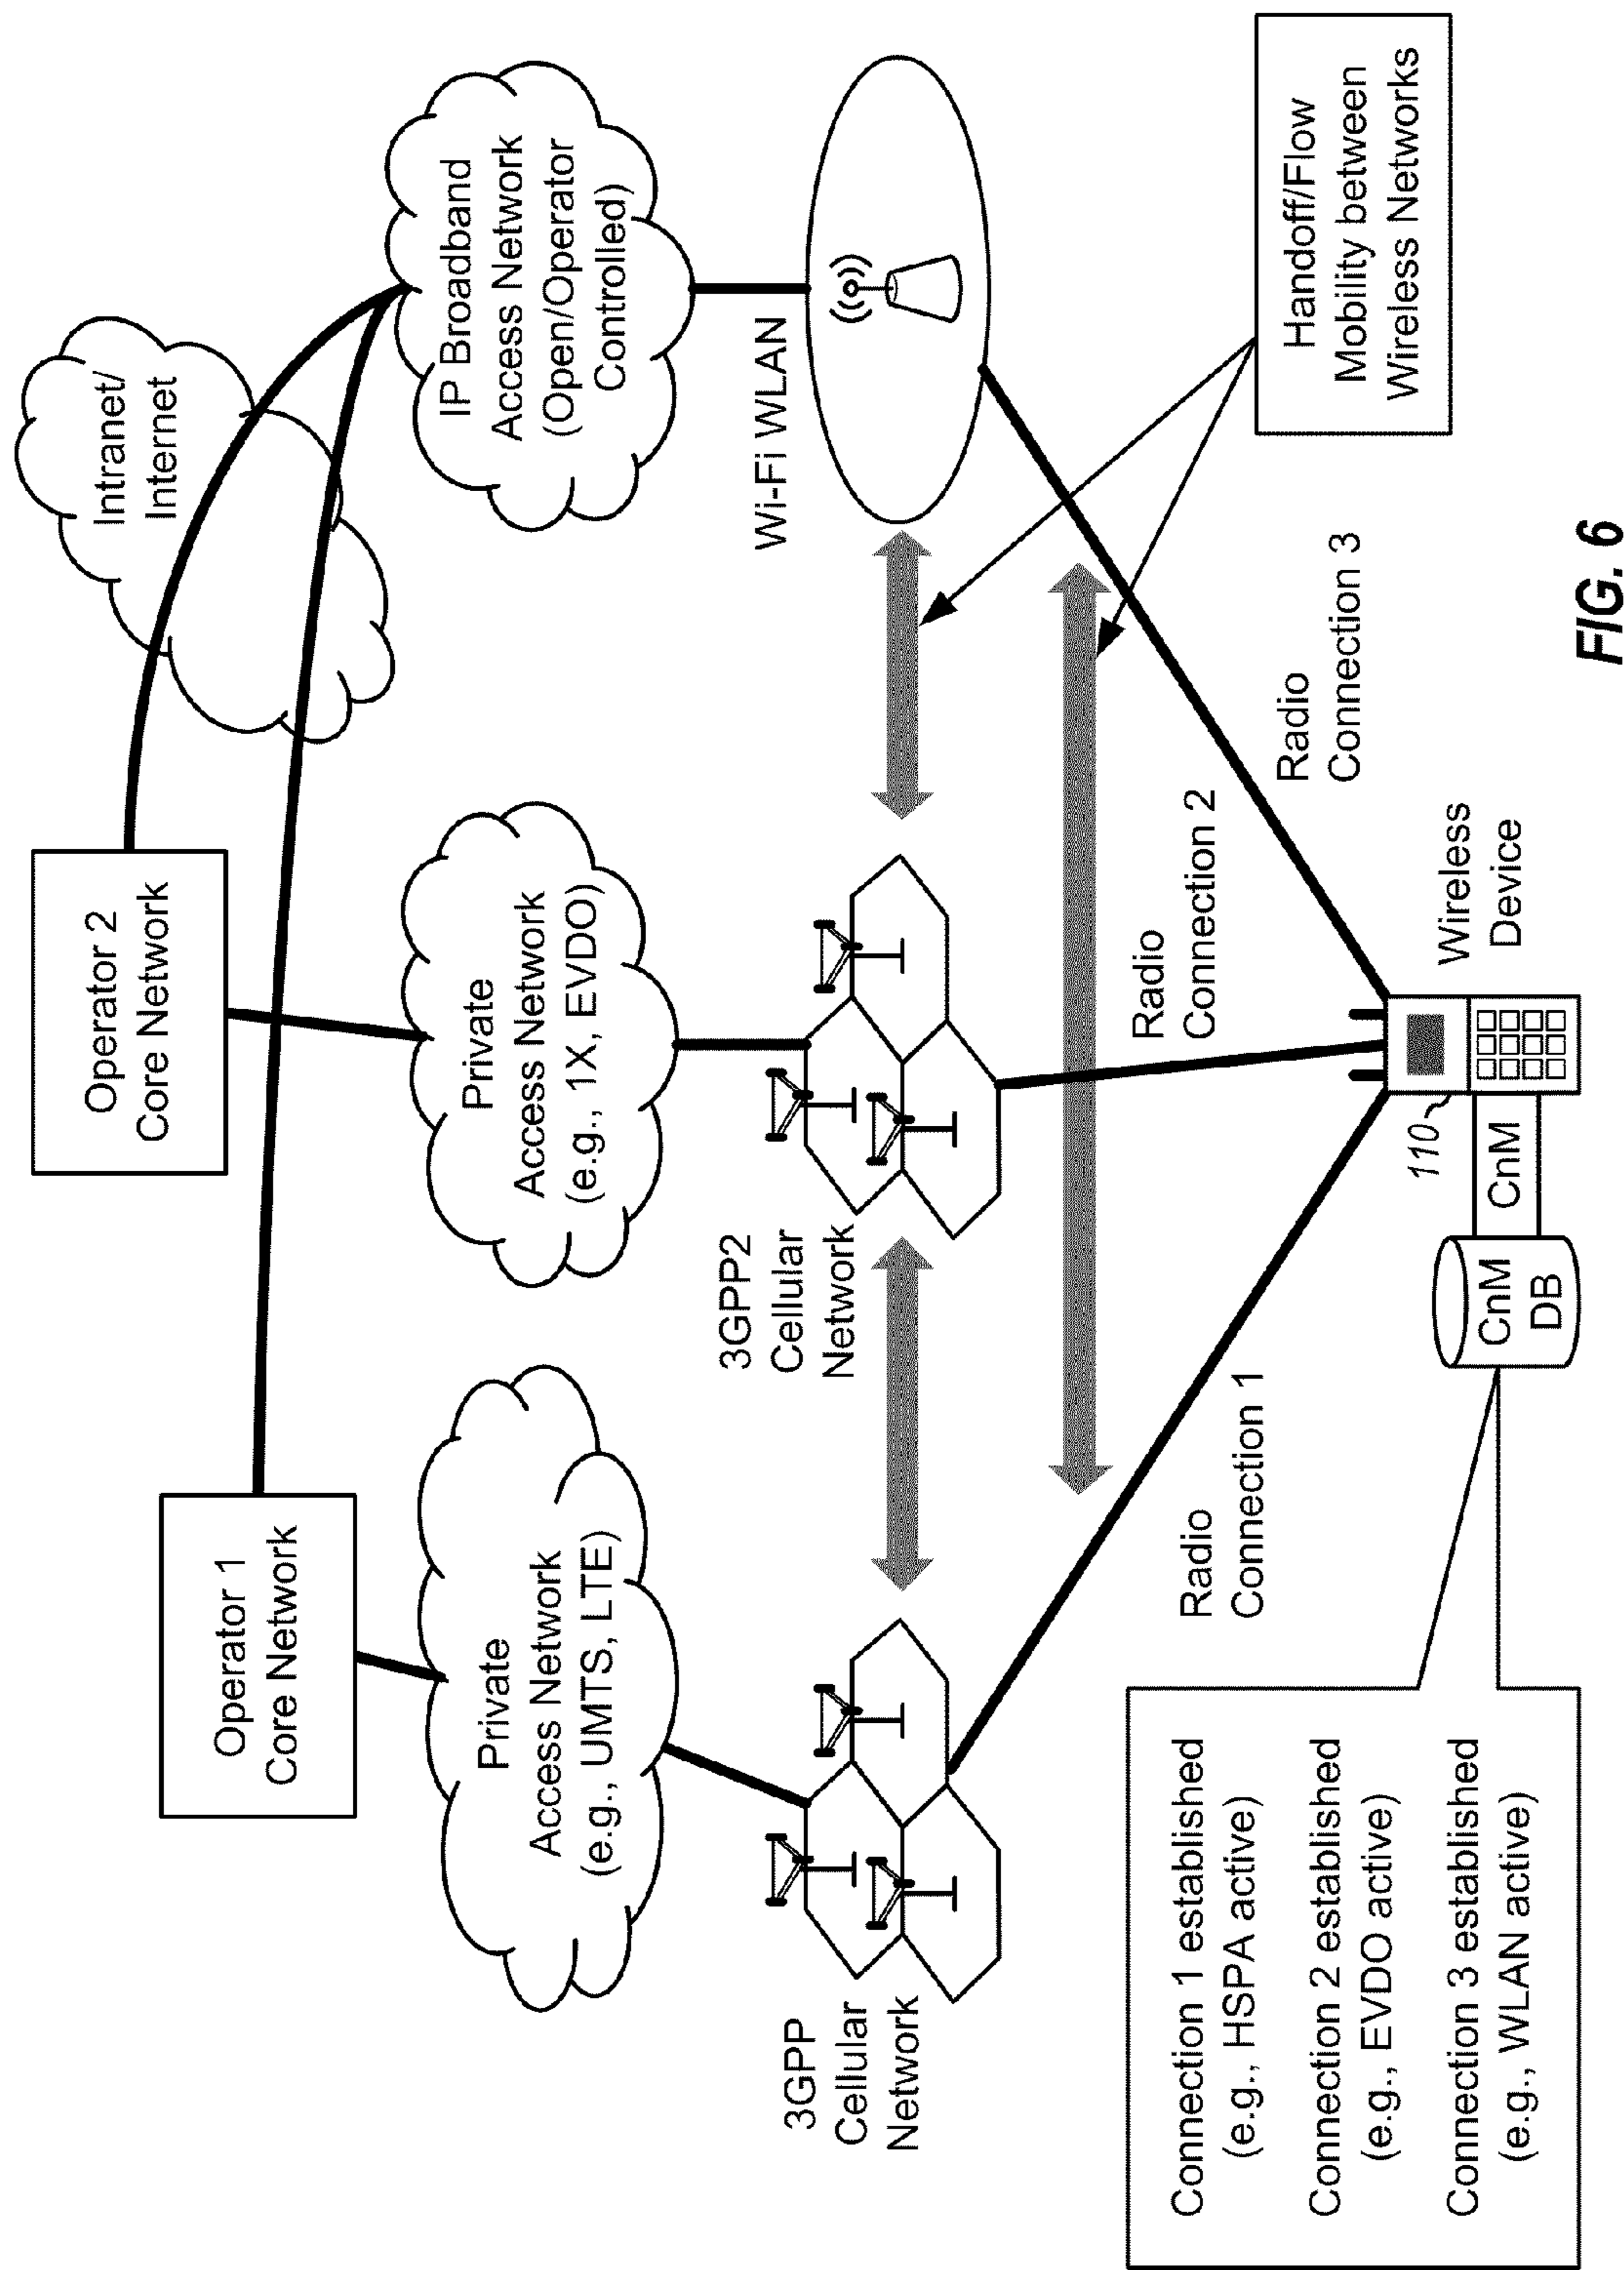 Operator 1
Core Network
Operator 2
Core Network
Intranet/
Internet
Private
Access Network
(e.g., UMTS, LTE)
Private
Access Network
(e.g., 1X, EVDO)
IP Broadband
Access Network
(Open/Operator
Controlled)
3GPP
Cellular
Network
3GPP2
Cellular
Network
Wi-Fi WLAN
Radio
Connection 1
Radio
Connection 2
Radio
Connection 3
Handoff/Flow
Mobility between
Wireless Networks
Connection 1 established
(e.g., HSPA active)
Connection 2 established
(e.g., EVDO active)
Connection 3 established
(e.g., WLAN active)
CnM
DB
CnM
110
Wireless
Device
FIG. 6